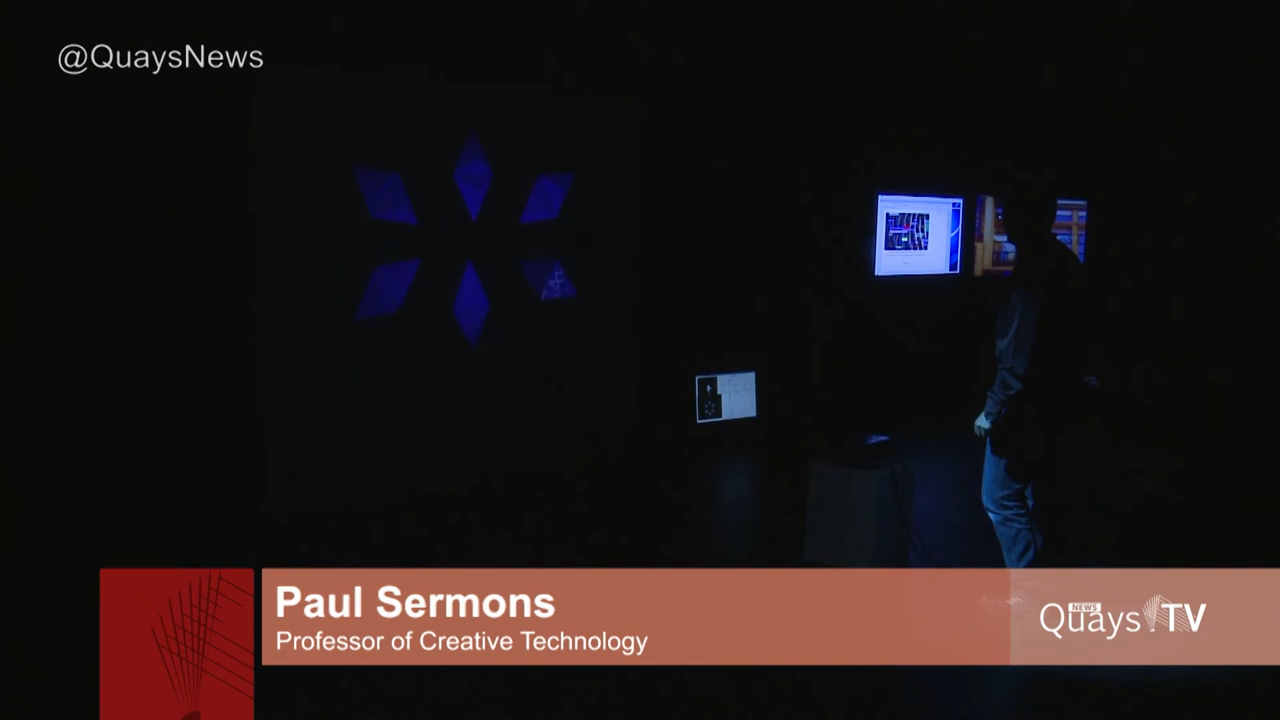 @QuaysNews
Paul Sermons
Professor of Creative Technology
NEWS
Quays TV